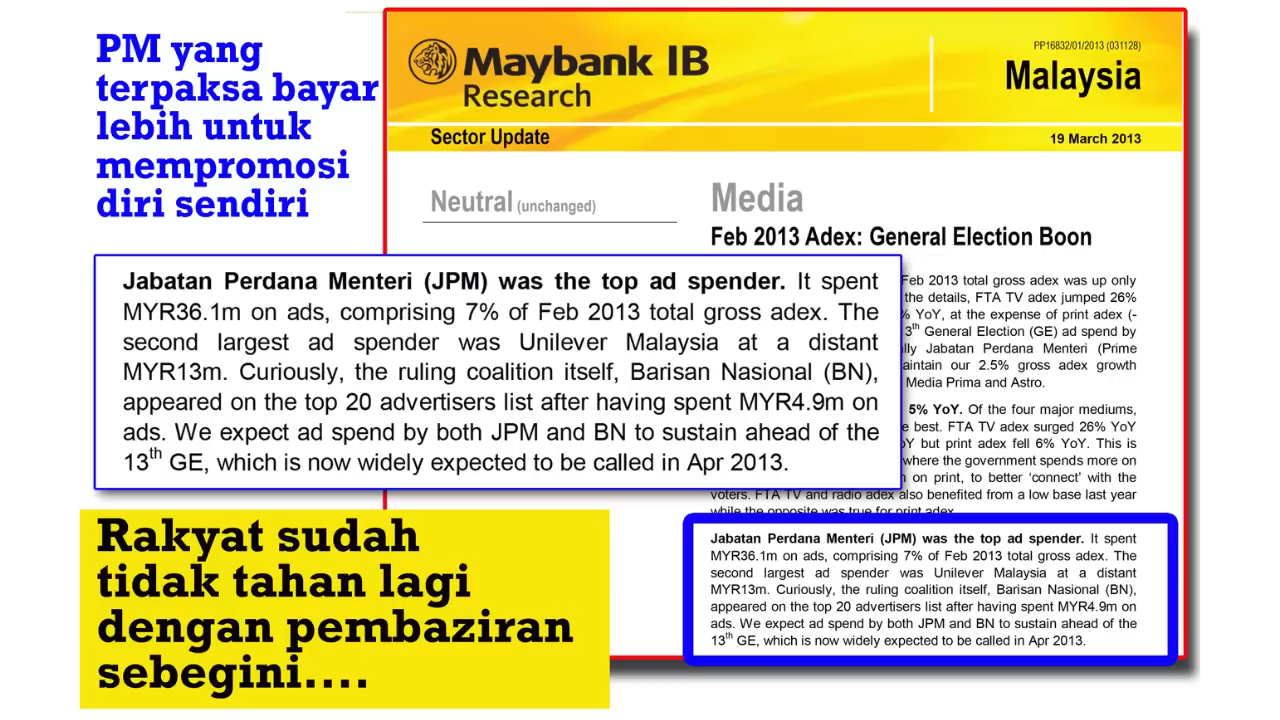 PM yang
terpaksa bayar
lebih untuk
mempromosi
diri sendiri
Maybank IB
Research
PP16832/01/2013 (031128)
Malaysia
Sector Update
19 March 2013
Neutral (unchanged)
Media
Feb 2013 Adex: General Election Boon
Jabatan Perdana Menteri (JPM) was the top ad spender. It spent
MYR36.1m on ads, comprising 7% of Feb 2013 total gross adex. The
second largest ad spender was Unilever Malaysia at a distant
MYR13m. Curiously, the ruling coalition itself, Barisan Nasional (BN),
appeared on the top 20 advertisers list after having spent MYR4.9m on
ads. We expect ad spend by both JPM and BN to sustain ahead of the
13th GE, which is now widely expected to be called in Apr 2013.
Feb 2013 total gross adex was up only
the details, FTA TV adex jumped 26%
% YoY, at the expense of print adex (-
3th General Election (GE) ad spend by
lly Jabatan Perdana Menteri (Prime
aintain our 2.5% gross adex growth
Media Prima and Astro.
5% YoY. Of the four major mediums,
e best. FTA TV adex surged 26% YoY
oY but print adex fell 6% YoY. This is
where the government spends more on
n on print, to better ‘connect’ with the
voters. FTA TV and radio adex also benefited from a low base last year
while the opposite was true for print adex.
Jabatan Perdana Menteri (JPM) was the top ad spender. It spent
MYR36.1m on ads, comprising 7% of Feb 2013 total gross adex. The
second largest ad spender was Unilever Malaysia at a distant
MYR13m. Curiously, the ruling coalition itself, Barisan Nasional (BN),
appeared on the top 20 advertisers list after having spent MYR4.9m on
ads. We expect ad spend by both JPM and BN to sustain ahead of the
13th GE, which is now widely expected to be called in Apr 2013.
Rakyat sudah
tidak tahan lagi
dengan pembaziran
sebegini....